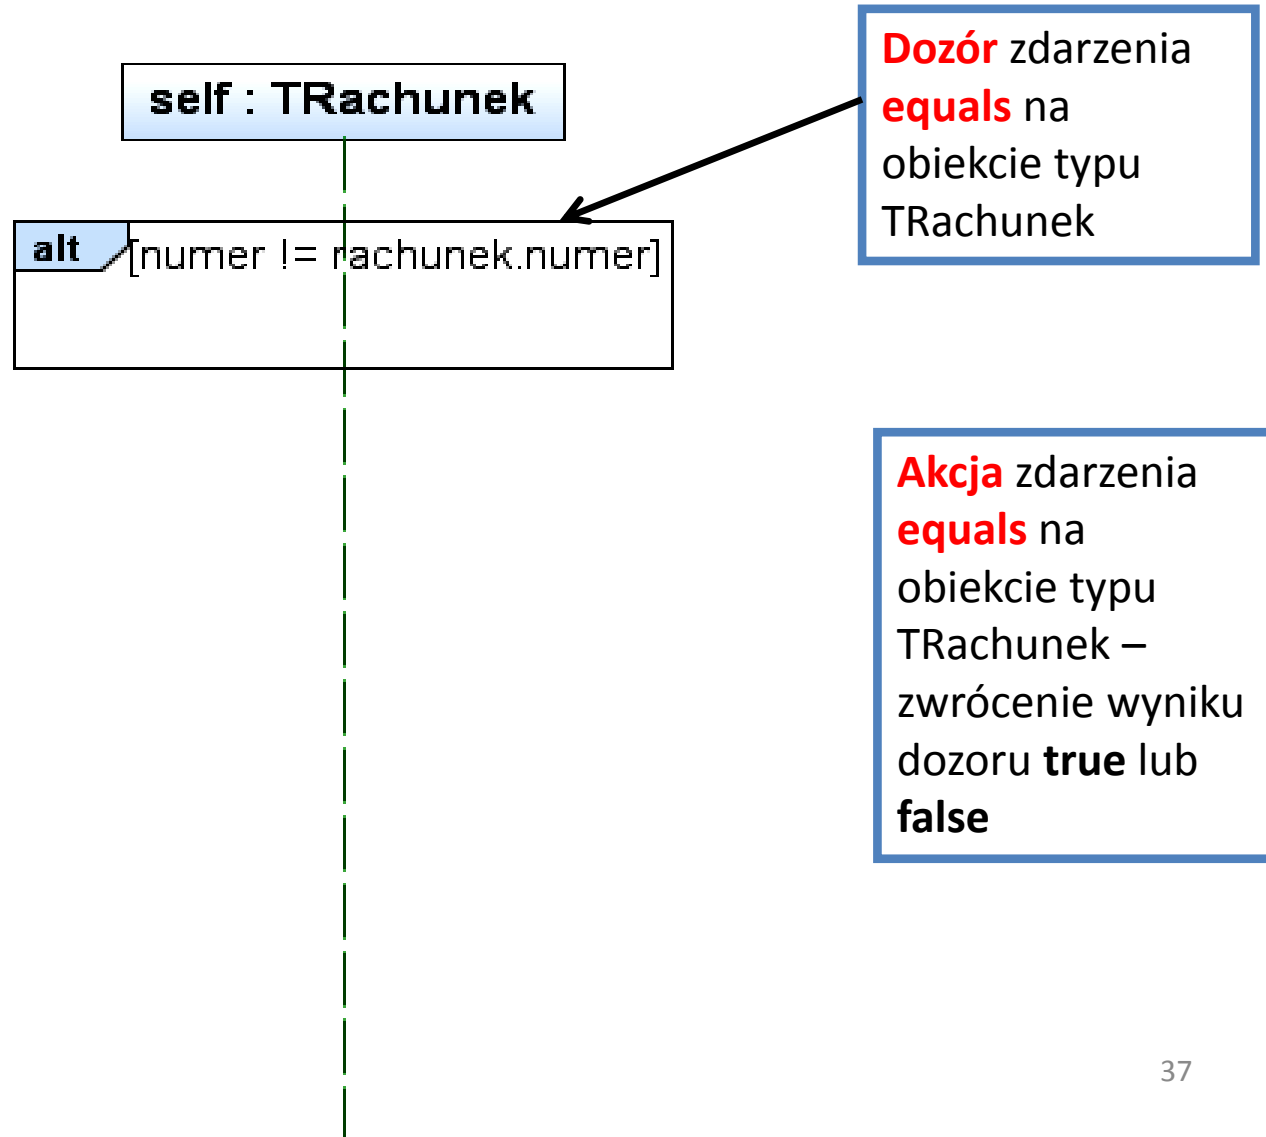 self : TRachunek
alt
[numer != rachunek.numer]
Dozór zdarzenia
equals na
obiekcie typu
TRachunek
Akcja zdarzenia
equals na
obiekcie typu
TRachunek –
zwrócenie wyniku
dozoru true lub
false
37